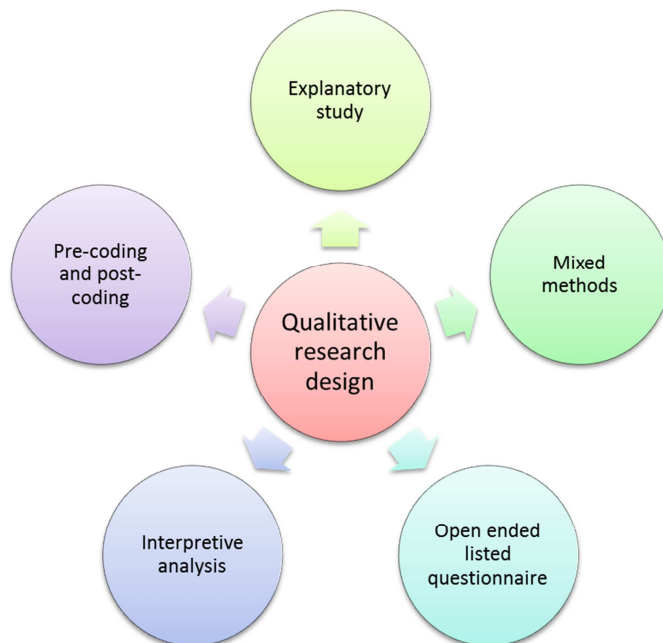 Explanatory
study
Pre-coding
and post-
coding
Mixed
methods
Qualitative
research
design
Interpretive
analysis
Open ended
listed
questionnaire